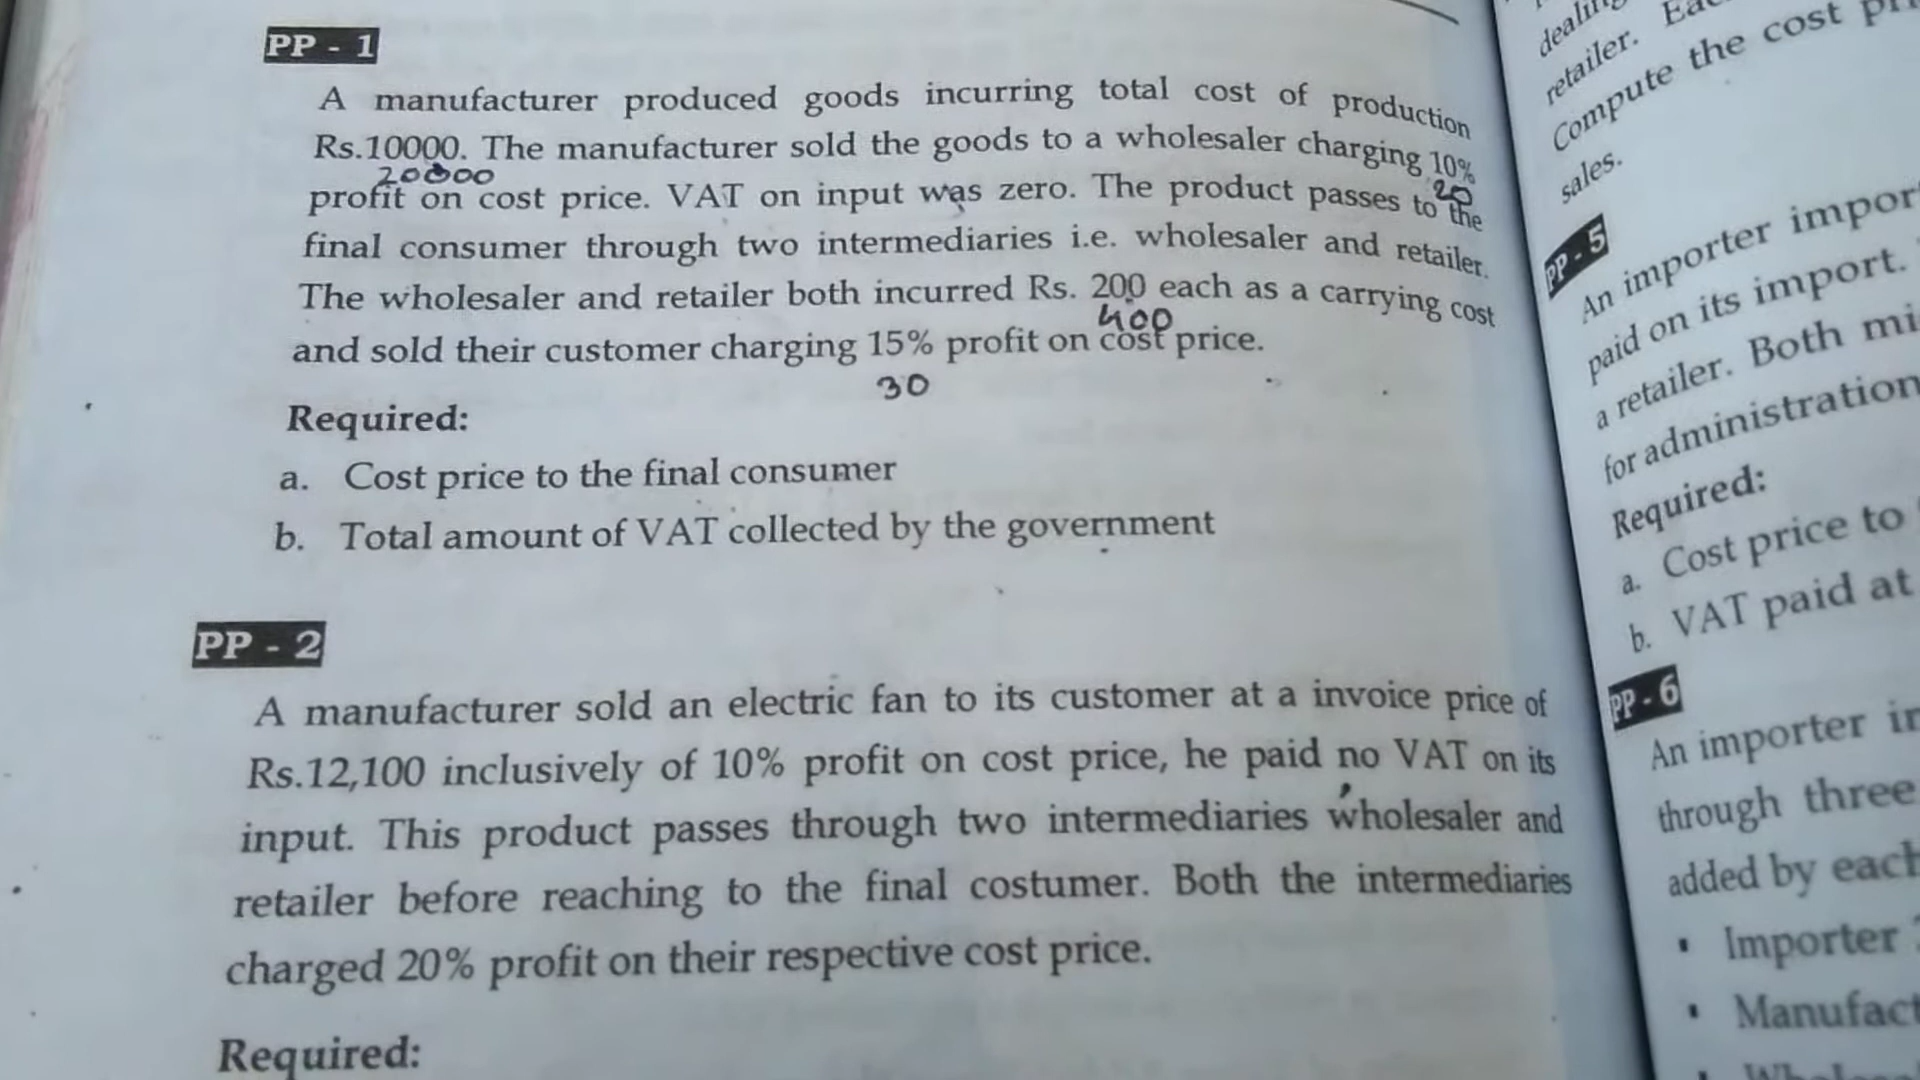 PP - 1
A manufacturer produced goods incurring total cost of production
Rs.10000. The manufacturer sold the goods to a wholesaler charging 10%
20000
20
profit on cost price. VAT on input was zero. The product passes to the
final consumer through two intermediaries i.e. wholesaler and retailer.
The wholesaler and retailer both incurred Rs. 200 each as a carrying cost
400
and sold their customer charging 15% profit on cost price.
30
Required:
a. Cost price to the final consumer
b. Total amount of VAT collected by the government
PP - 2
A manufacturer sold an electric fan to its customer at a invoice price of
Rs.12,100 inclusively of 10% profit on cost price, he paid no VAT on its
input. This product passes through two intermediaries wholesaler and
retailer before reaching to the final costumer. Both the intermediaries
charged 20% profit on their respective cost price.
Required:
retailer.
Compute the cost
sales.
PP - 5
An importer impor
paid on its import.
a retailer. Both mi
for administration
Required:
a. Cost price to
b. VAT paid at
PP - 6
An importer
through three
added by each
▪ Importer
▪ Manufact